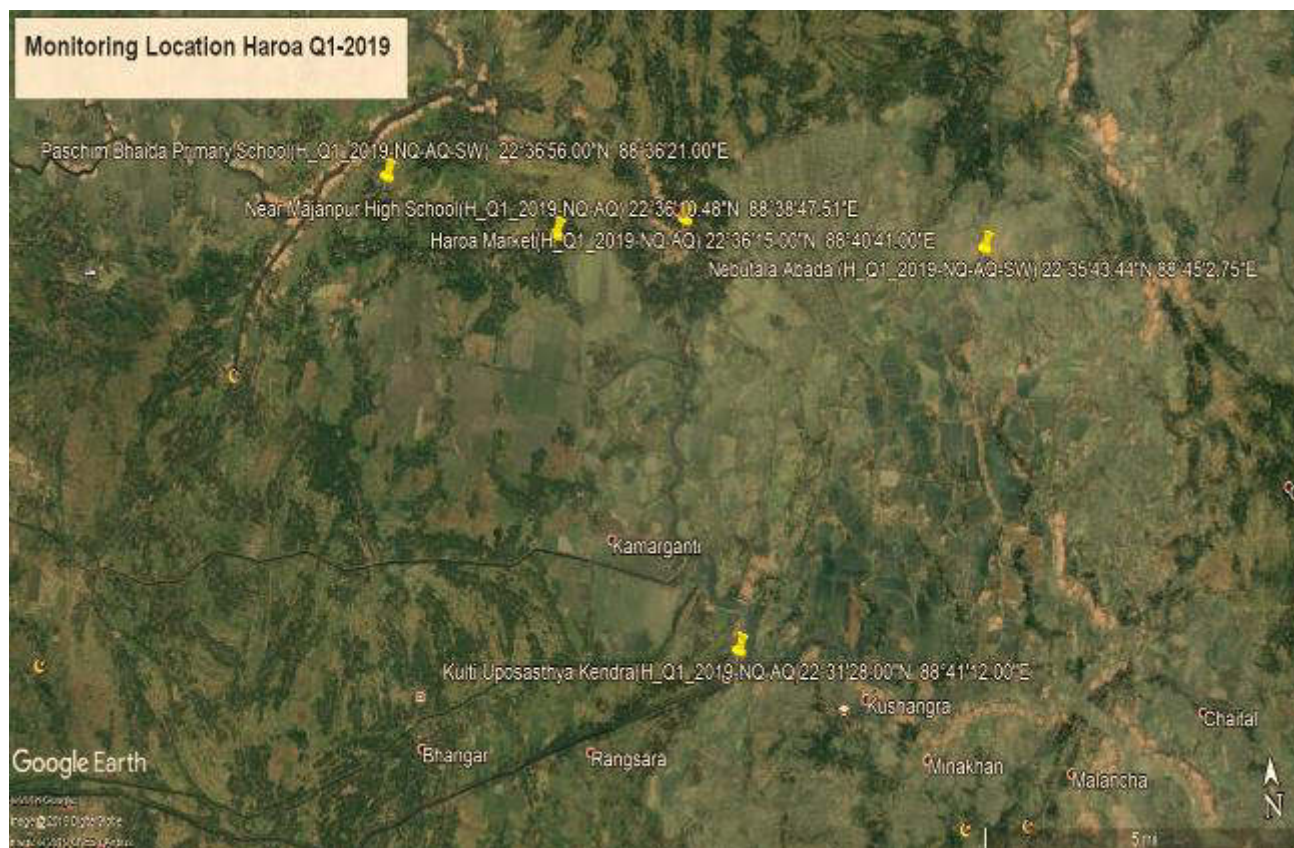 Monitoring Location Haroa Q1-2019
Paschim Bhaida Primary School(H_Q1_2019-NQ-AQ-SW) 22°36'56.00"N 88°36'21.00"E
Near Majanpur High School(H_Q1_2019-NQ-AQ) 22°36'10.48"N 88°38'47.51"E
Haroa Market(H_Q1_2019-NQ-AQ) 22°36'15.00"N 88°40'41.00"E
Nebutala Abada (H_Q1_2019-NQ-AQ-SW) 22°35'43.44"N 88°45'2.75"E
Kamarganti
Kulti Uposasthya Kendra(H_Q1_2019-NQ-AQ 22°31'28.00"N 88°41'12.00"E
Kushangra
Chaital
Bhangar
Rangsara
Minakhan
Malancha
Google Earth
N
5 mi